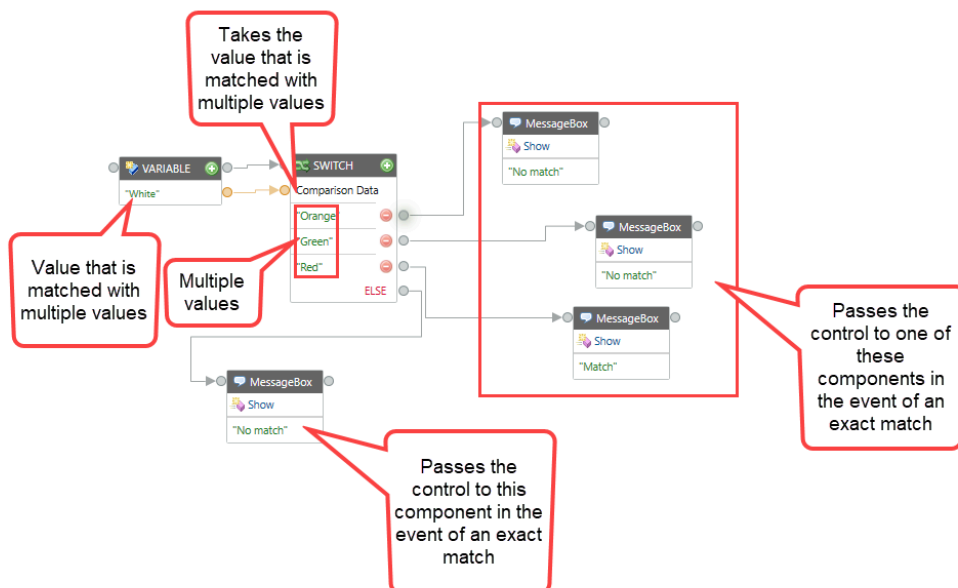 Takes the
value that is
matched with
multiple values
MessageBox
Show
"No match"
VARIABLE
"White"
SWITCH
Comparison Data
"Orange"
"Green"
"Red"
ELSE
MessageBox
Show
"No match"
Value that is
matched with
multiple values
Multiple
values
MessageBox
Show
"Match"
Passes the
control to one of
these
components in
the event of an
exact match
MessageBox
Show
"No match"
Passes the
control to this
component in the
event of an exact
match